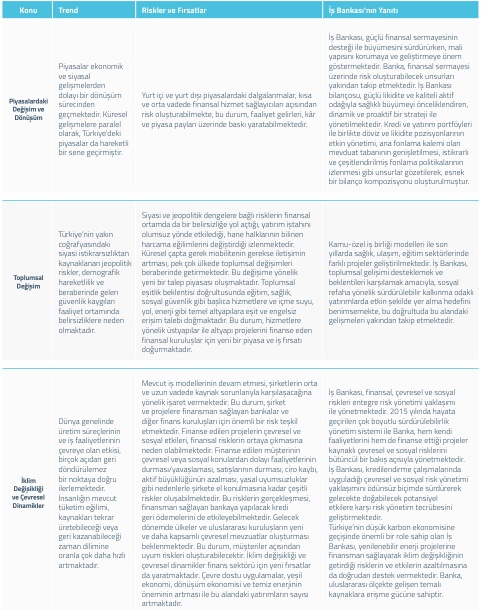 Konu
Trend
Riskler ve Fırsatlar
İş Bankası'nın Yanıtı
Piyasalardaki
Değişim ve
Dönüşüm
Piyasalar ekonomik
ve siyasal
gelişmelerden
dolayı bir dönüşüm
sürecinden
geçmektedir. Küresel
gelişmelere paralel
olarak, Türkiye'deki
piyasalar da hareketli
bir sene geçirmiştir.
Yurt içi ve yurt dışı piyasalardaki dalgalanmalar, kısa
ve orta vadede finansal hizmet sağlayıcıları açısından
risk oluşturabilmekte, bu durum, faaliyet gelirleri, kâr
ve piyasa payları üzerinde baskı yaratabilmektedir.
İş Bankası, güçlü finansal sermayesinin
desteği ile büyümesini sürdürürken, mali
yapısını korumaya ve geliştirmeye önem
göstermektedir. Banka, finansal sermayesi
üzerinde risk oluşturabilecek unsurları
yakından takip etmektedir. İş Bankası
bilançosu, güçlü likidite ve kaliteli aktif
odağıyla sağlıklı büyümeyi önceliklendiren,
dinamik ve proaktif bir strateji ile
yönetilmektedir. Kredi ve yatırım portföyleri
ile birlikte döviz ve likidite pozisyonlarının
etkin yönetimi, ana fonlama kalemi olan
mevduat tabanının genişletilmesi, istikrarlı
ve çeşitlendirilmiş fonlama politikalarının
izlenmesi gibi unsurlar gözetilerek, esnek
bir bilanço kompozisyonu oluşturulmuştur.
Toplumsal
Değişim
Türkiye'nin yakın
coğrafyasındaki
siyasi istikrarsızlıktan
kaynaklanan jeopolitik
riskler, demografik
hareketlilik ve
beraberinde gelen
güvenlik kaygıları
faaliyet ortamında
belirsizliklere neden
olmaktadır.
Siyasi ve jeopolitik dengelere bağlı risklerin finansal
ortamda da bir belirsizliğe yol açtığı, yatırım iştahını
olumsuz yönde etkilediği, hane halklarının bilinen
harcama eğilimlerini değiştirdiği izlenmektedir.
Küresel çapta gerek mobilitenin gerekse iletişimin
artması, pek çok ülkede toplumsal değişimleri
beraberinde getirmektedir. Bu değişime yönelik
yeni bir talep piyasası oluşmaktadır. Toplumsal
eşitlik beklentisi doğrultusunda eğitim, sağlık,
sosyal güvenlik gibi başlıca hizmetlere ve içme suyu,
yol, enerji gibi temel altyapılara eşit ve engelsiz
erişim talebi doğmaktadır. Bu durum, hizmetlere
yönelik üstyapılar ile altyapı projelerini finanse eden
finansal kuruluşlar için yeni bir piyasa ve iş fırsatı
doğurmaktadır.
Kamu-özel iş birliği modelleri ile son
yıllarda sağlık, ulaşım, eğitim sektörlerinde
farklı projeler geliştirilmektedir. İş Bankası,
toplumsal gelişimi desteklemek ve
beklentileri karşılamak amacıyla, sosyal
refaha yönelik sürdürülebilir kalkınma odaklı
yatırımlarda etkin şekilde yer alma hedefini
benimsemekte, bu doğrultuda bu alandaki
gelişmeleri yakından takip etmektedir.
İklim
Değişikliği
ve Çevresel
Dinamikler
Dünya genelinde
üretim süreçlerinin
ve iş faaliyetlerinin
çevreye olan etkisi,
birçok açıdan geri
döndürülemez
bir noktaya doğru
ilerlemektedir.
İnsanlığın mevcut
tüketim eğilimi,
kaynakları tekrar
üretebileceği veya
geri kazanabileceği
zaman dilimine
oranla çok daha hızlı
artmaktadır.
Mevcut iş modellerinin devam etmesi, şirketlerin orta
ve uzun vadede kaynak sorunlarıyla karşılaşacağına
yönelik işaret vermektedir. Bu durum, şirket
ve projelere finansman sağlayan bankalar ve
diğer finans kuruluşları için önemli bir risk teşkil
etmektedir. Finanse edilen projelerin çevresel ve
sosyal etkileri, finansal risklerin ortaya çıkmasına
neden olabilmektedir. Finanse edilen müşterinin
çevresel veya sosyal konulardan dolayı faaliyetlerinin
durması/yavaşlaması, satışlarının durması, ciro kaybı,
aktif büyüklüğünün azalması, yasal uyumsuzluklar
gibi nedenlerle şirkete el konulmasına kadar çeşitli
riskler oluşabilmektedir. Bu risklerin gerçekleşmesi,
finansman sağlayan bankaya yapılacak kredi
geri ödemelerini de etkileyebilmektedir. Gelecek
dönemde ülkeler ve uluslararası kuruluşların yeni
ve daha kapsamlı çevresel mevzuatlar oluşturması
beklenmektedir. Bu durum, müşteriler açısından
uyum riskleri oluşturabilecektir. İklim değişikliği ve
çevresel dinamikler finans sektörü için yeni fırsatlar
da yaratmaktadır. Çevre dostu uygulamalar, yeşil
ekonomi, dönüşüm ekonomisi ve temiz enerjinin
öneminin artması ile bu alandaki yatırımların sayısı
artmaktadır.
İş Bankası, finansal, çevresel ve sosyal
riskleri entegre risk yönetimi yaklaşımı
ile yönetmektedir. 2015 yılında hayata
geçirilen çok boyutlu sürdürülebilirlik
yönetim sistemi ile Banka, hem kendi
faaliyetlerini hem de finanse ettiği projeler
kaynaklı çevresel ve sosyal risklerini
bütüncül bir bakış açısıyla yönetmektedir.
İş Bankası, kredilendirme çalışmalarında
uyguladığı çevresel ve sosyal risk yönetimi
yaklaşımını ödünsüz biçimde sürdürerek
gelecekte doğabilecek potansiyel
etkilere karşı risk yönetim tecrübesini
geliştirmektedir.
Türkiye'nin düşük karbon ekonomisine
geçişinde önemli bir role sahip olan İş
Bankası, yenilenebilir enerji projelerine
finansman sağlayarak iklim değişikliğinin
getirdiği risklerin ve etkilerin azaltılmasına
da doğrudan destek vermektedir. Banka,
uluslararası ölçekte gelişen temalı
kaynaklara erişme gücüne sahiptir.